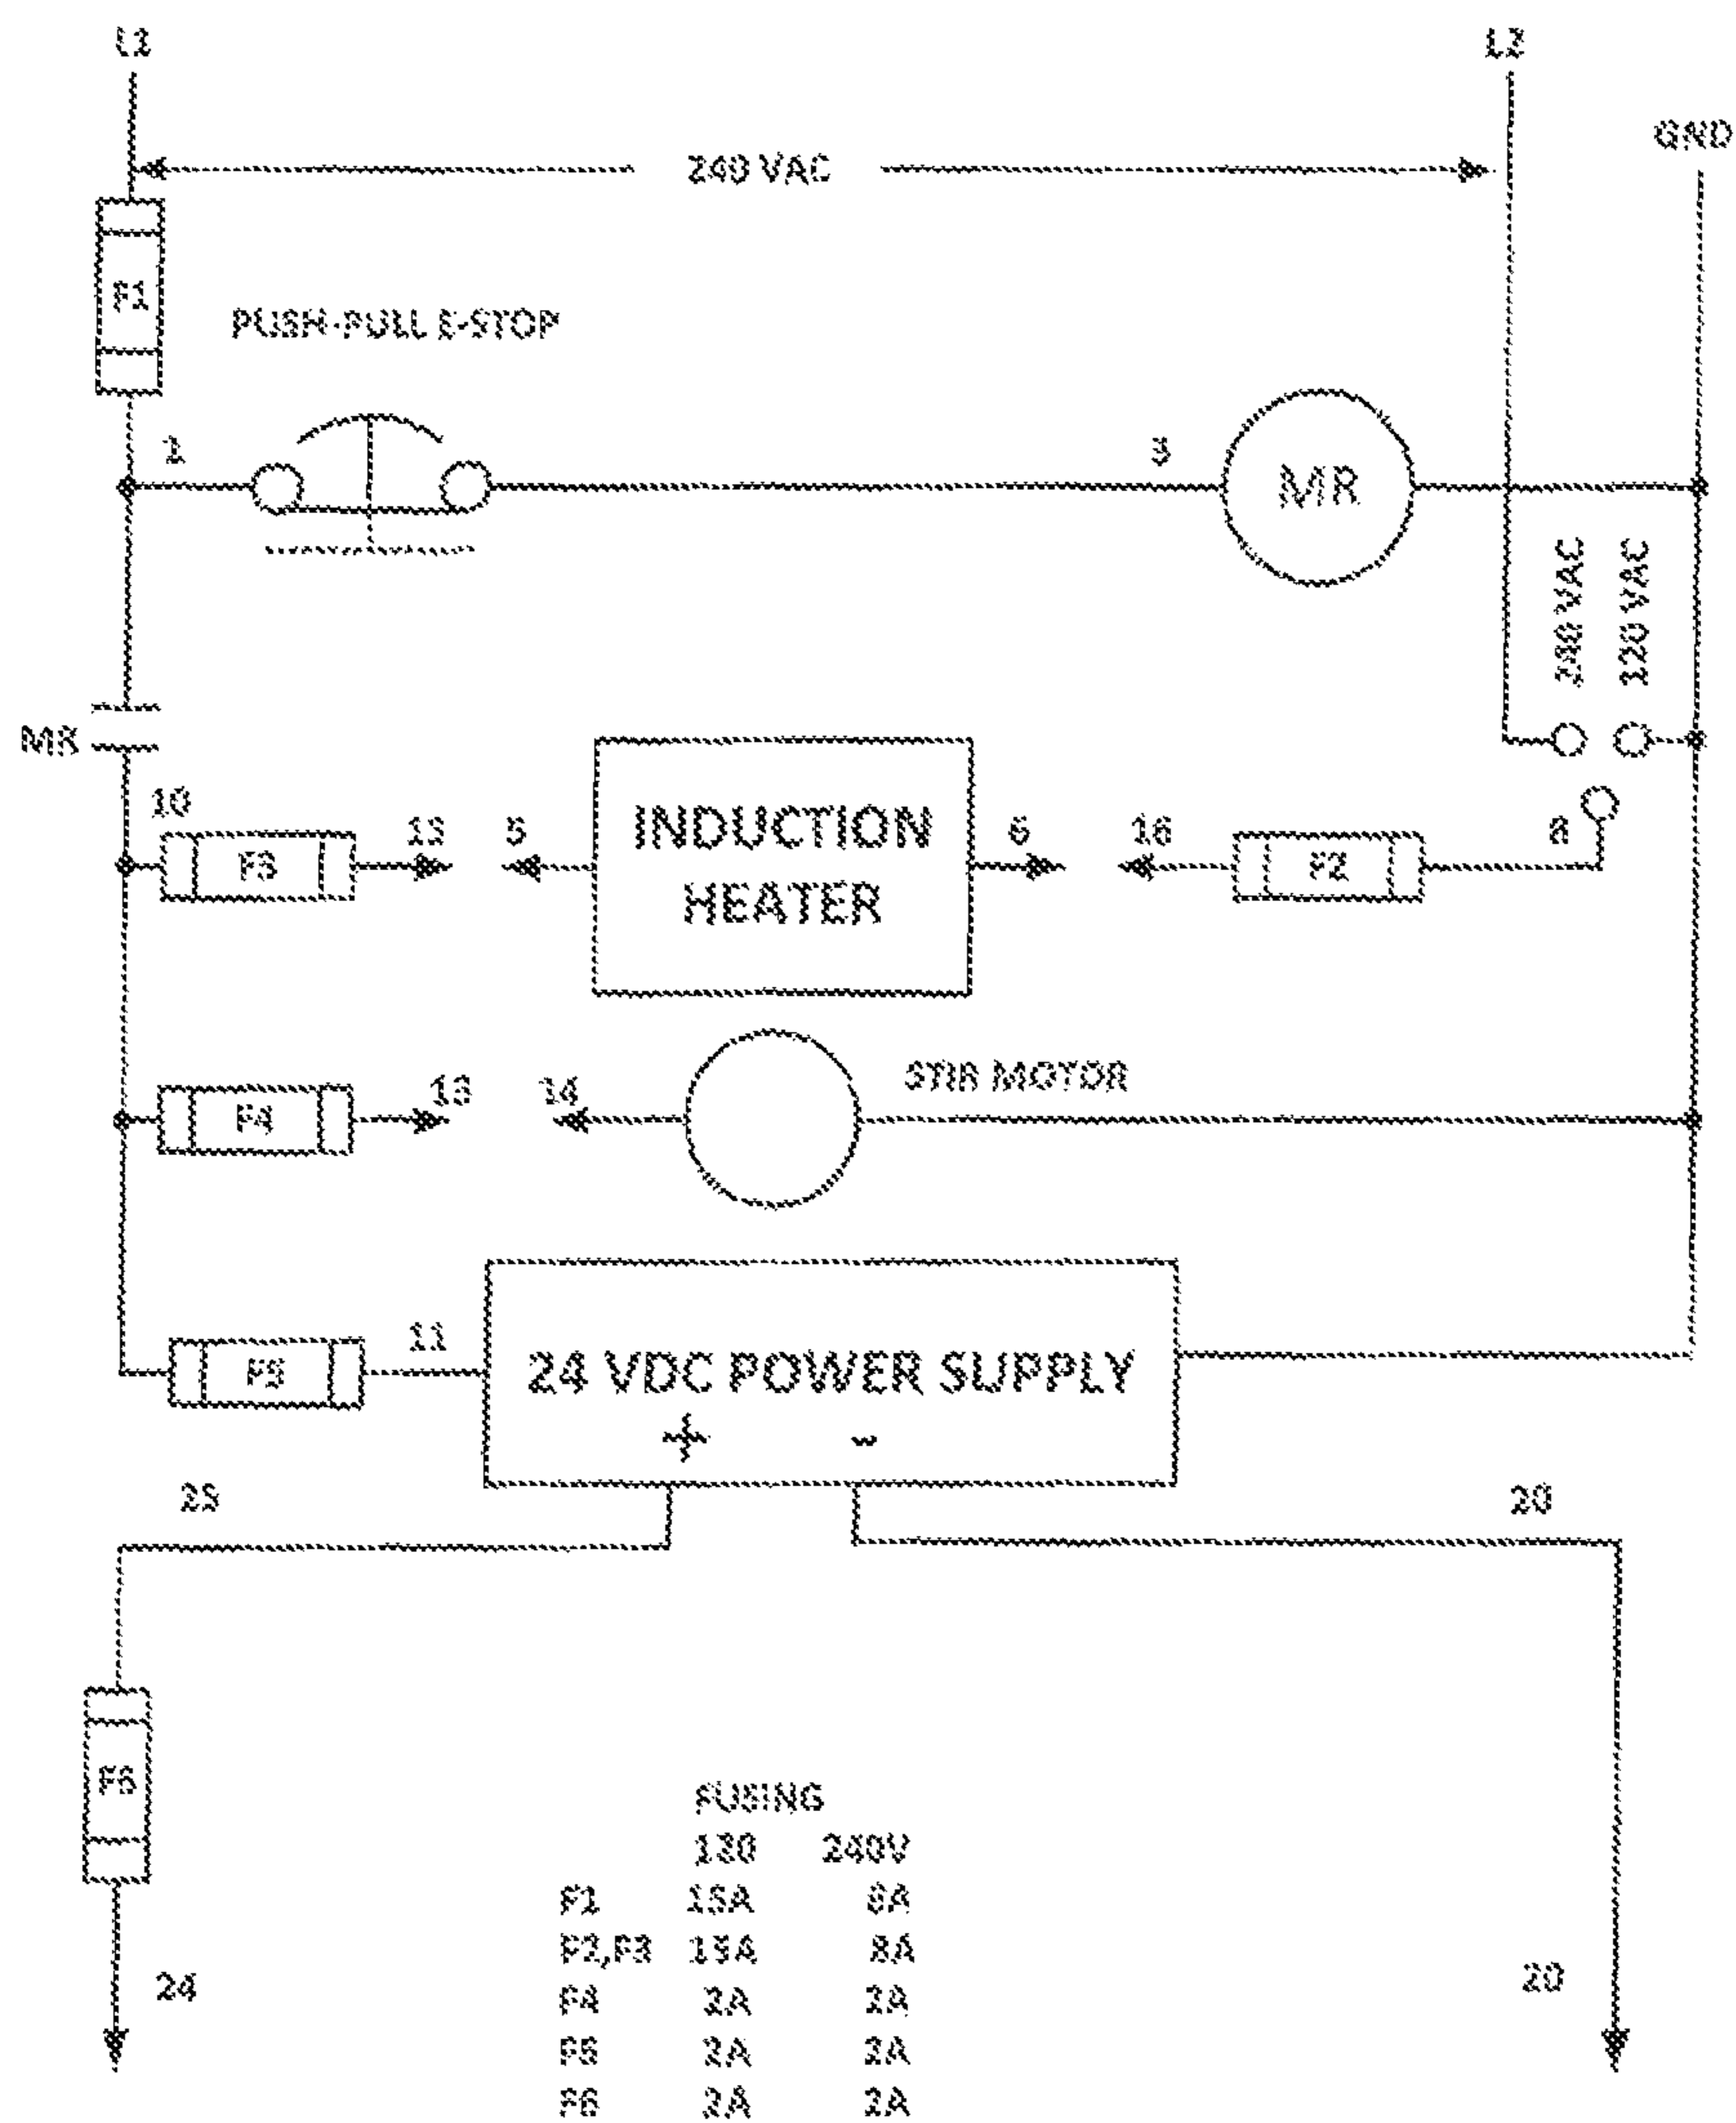 L1
L2
GND
240 VAC
F1
PUSH-PULL E-STOP
1
3
MR
240 VAC
120 VAC
MR
10
F3
5
INDUCTION
HEATER
6
16
F2
8
F4
13
14
STIR MOTOR
F5
11
24 VDC POWER SUPPLY
+
-
20
F6
24
20
FUSING
240V
F1 15A 8A
F2,F3 15A 8A
F4 2A 2A
F5 2A 2A
F6 2A 2A